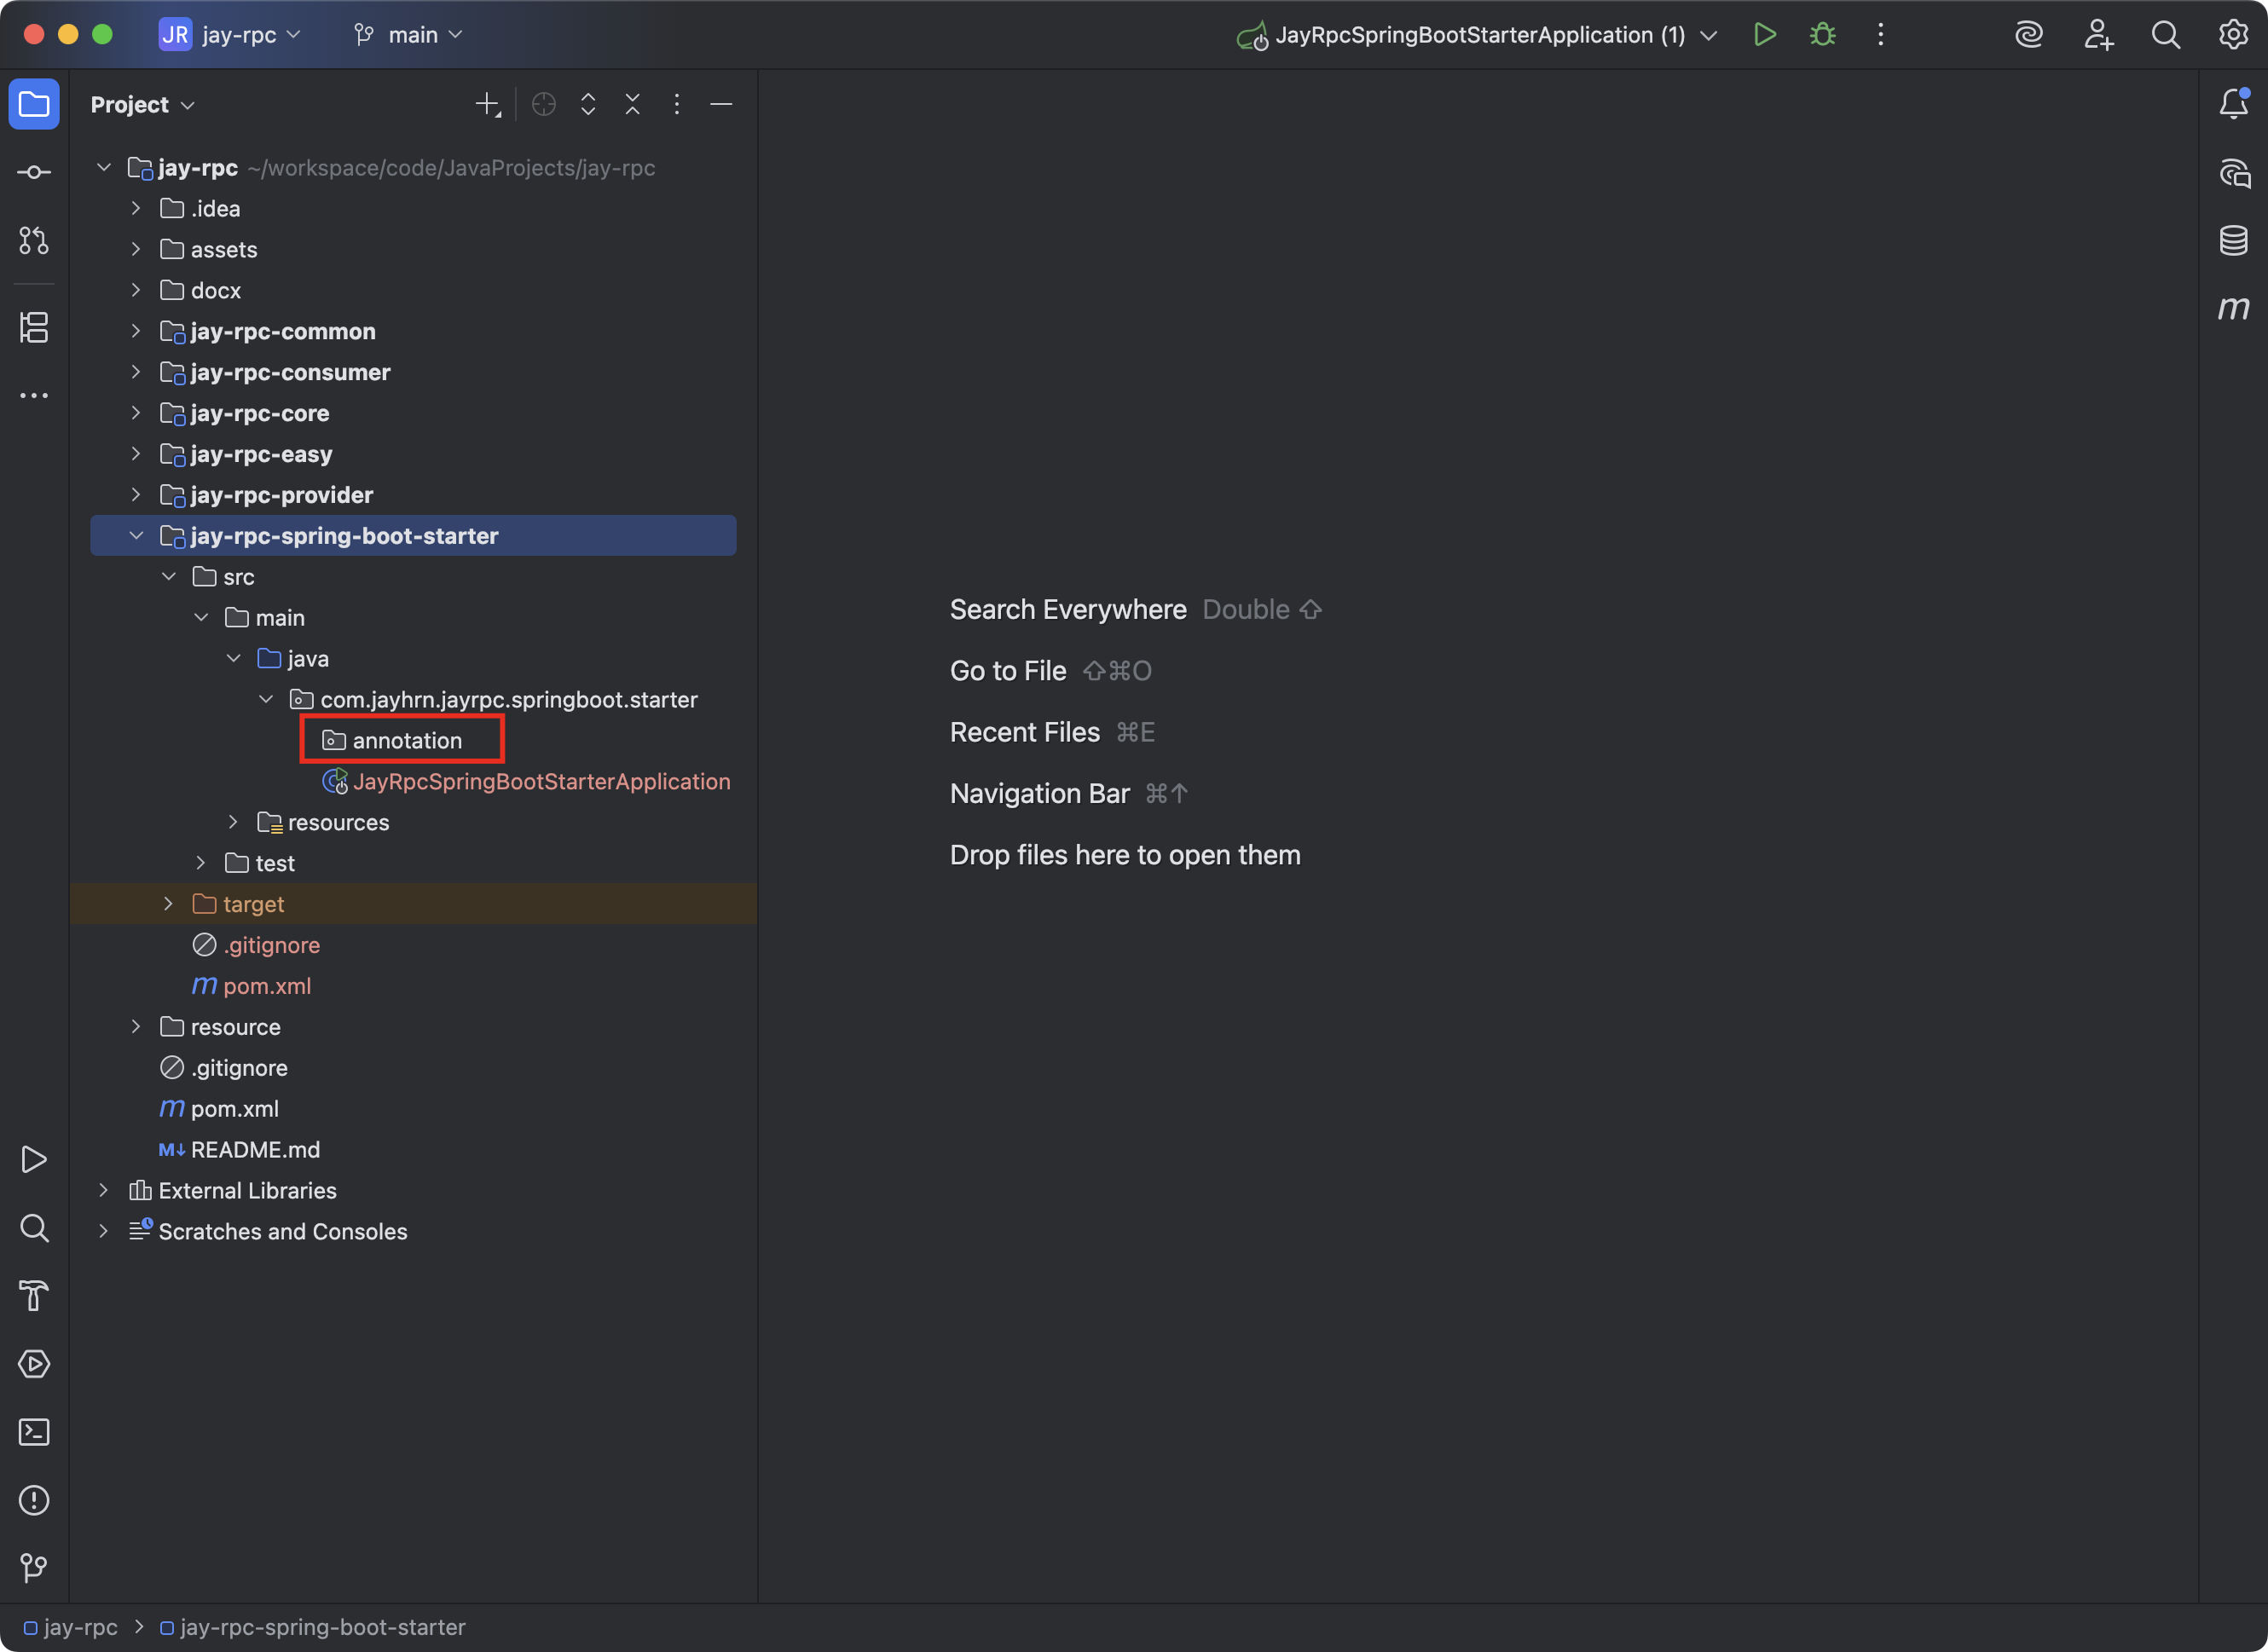 JR jay-rpc main JayRpcSpringBootStarterApplication (1)
Project
jay-rpc ~/workspace/code/JavaProjects/jay-rpc
.idea
assets
docx
jay-rpc-common
jay-rpc-consumer
jay-rpc-core
jay-rpc-easy
jay-rpc-provider
jay-rpc-spring-boot-starter
src
main
java
com.jayhrn.jayrpc.springboot.starter
annotation
JayRpcSpringBootStarterApplication
resources
test
target
.gitignore
m pom.xml
resource
.gitignore
m pom.xml
M↓ README.md
External Libraries
Scratches and Consoles
Search Everywhere Double ⇧
Go to File ⇧⌘O
Recent Files ⌘E
Navigation Bar ⌘↑
Drop files here to open them
m
jay-rpc > jay-rpc-spring-boot-starter